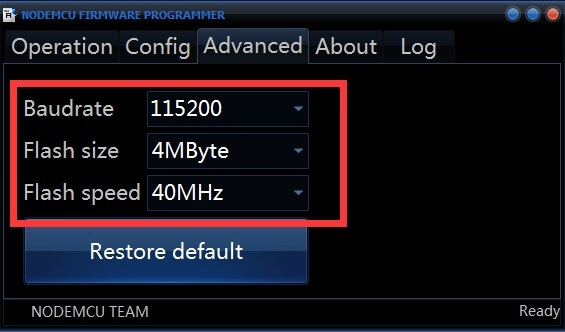 NODEMCU FIRMWARE PROGRAMMER
Operation Config Advanced About Log
Baudrate 115200
Flash size 4MByte
Flash speed 40MHz
Restore default
NODEMCU TEAM Ready